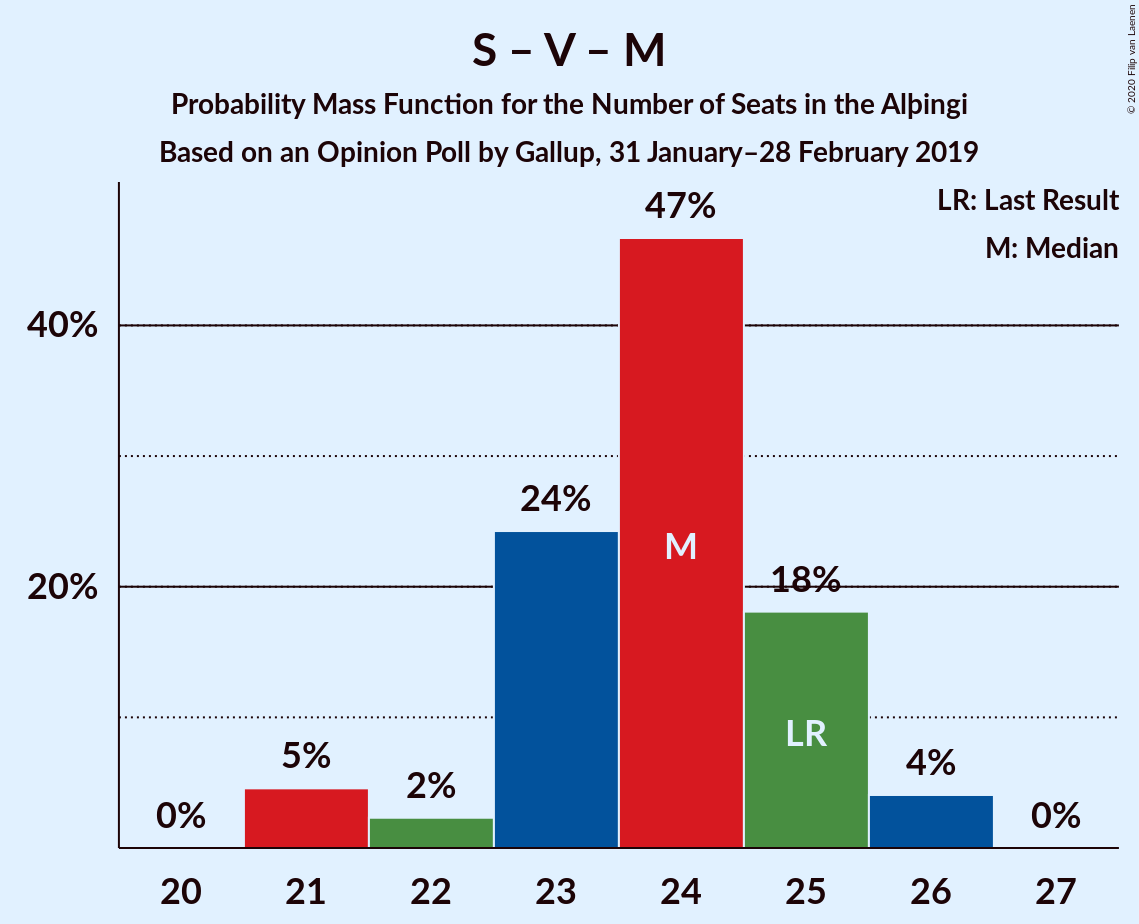 S – V – M
Probability Mass Function for the Number of Seats in the Alþingi
Based on an Opinion Poll by Gallup, 31 January–28 February 2019
© 2020 Filip van Laenen
LR: Last Result
M: Median
47%
40%
24%
M
20%
18%
LR
5%
2%
4%
0%
0%
20 21 22 23 24 25 26 27